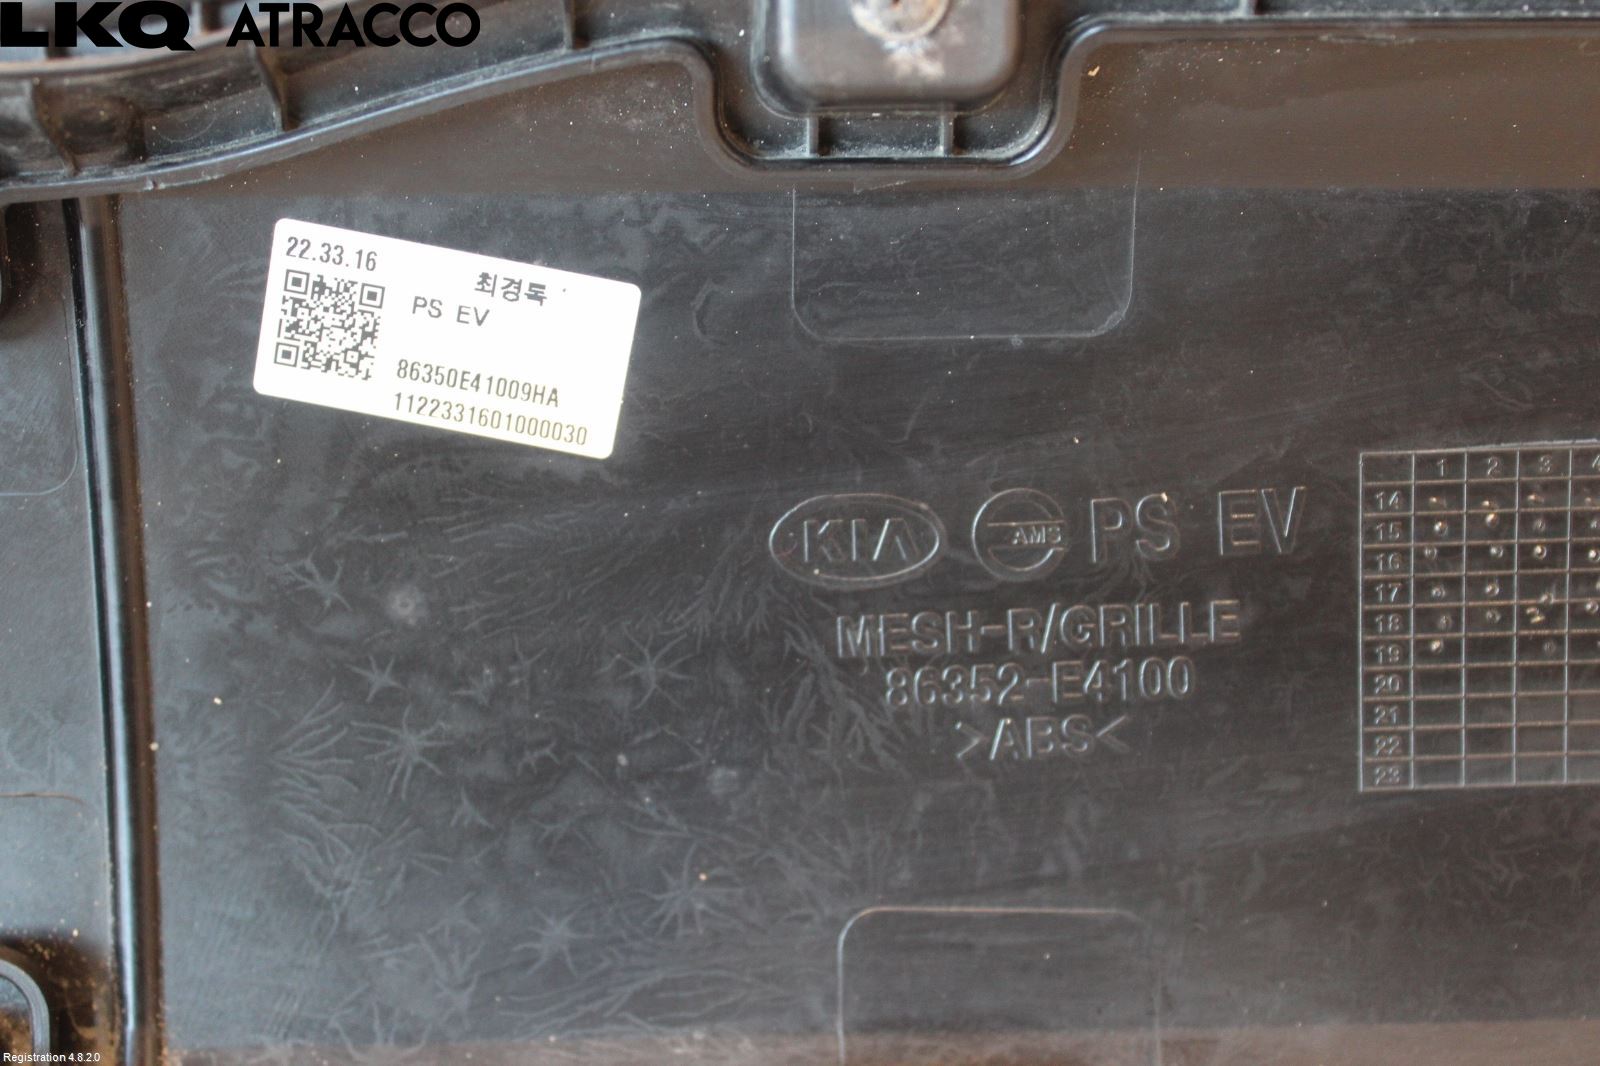 LKQ ATRACCO
22.33.16
최경독
PS EV
86350E41009HA
1122331601000030
KIA AMS PS EV
MESH-R/GRILLE
86352-E4100
>ABS<
1 2 3 4
14
15
16
17
18
19
20
21
22
23
Registration 4.8.2.0